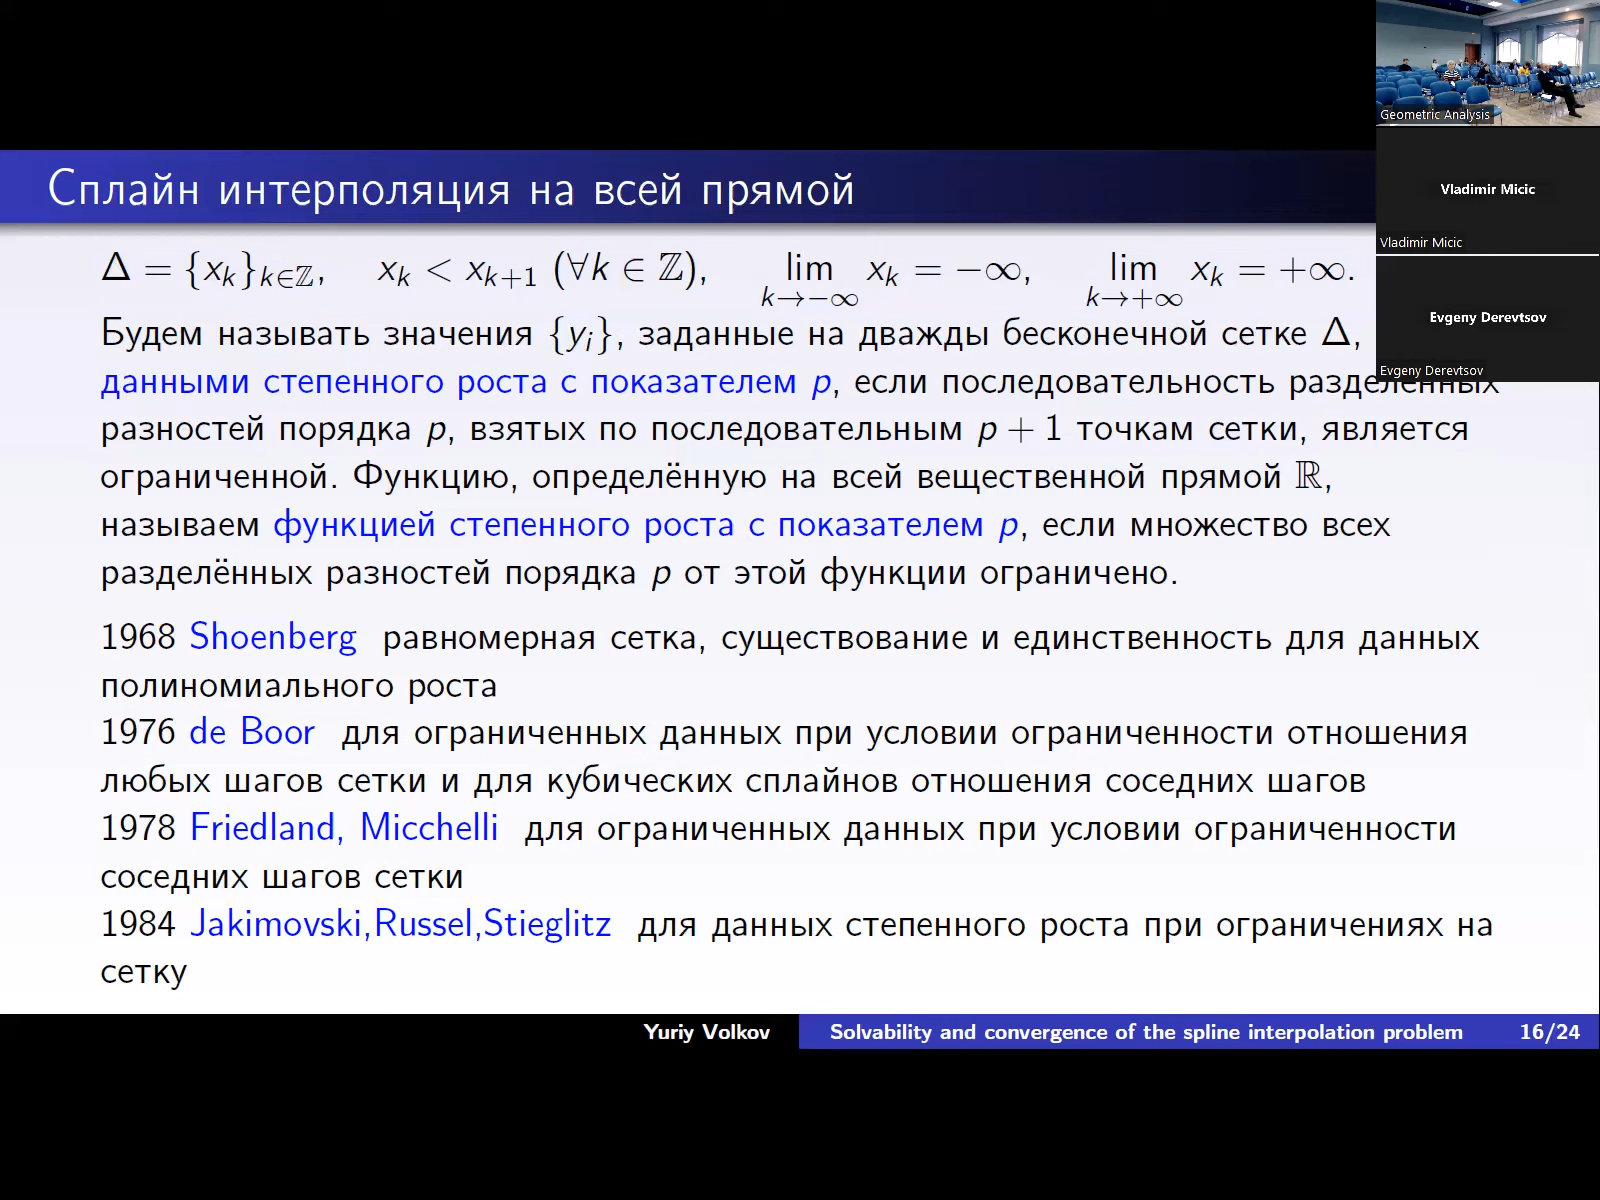 Сплайн интерполяция на всей прямой
Δ = {x_k}_{k∈ℤ},   x_k < x_{k+1} (∀k ∈ ℤ),   lim_{k→−∞} x_k = −∞,   lim_{k→+∞} x_k = +∞.
Будем называть значения {y_i}, заданные на дважды бесконечной сетке Δ,
данными степенного роста с показателем p, если последовательность разделённых
разностей порядка p, взятых по последовательным p + 1 точкам сетки, является
ограниченной. Функцию, определённую на всей вещественной прямой ℝ,
называем функцией степенного роста с показателем p, если множество всех
разделённых разностей порядка p от этой функции ограничено.
1968 Shoenberg равномерная сетка, существование и единственность для данных
полиномиального роста
1976 de Boor для ограниченных данных при условии ограниченности отношения
любых шагов сетки и для кубических сплайнов отношения соседних шагов
1978 Friedland, Micchelli для ограниченных данных при условии ограниченности
соседних шагов сетки
1984 Jakimovski,Russel,Stieglitz для данных степенного роста при ограничениях на
сетку
Yuriy Volkov Solvability and convergence of the spline interpolation problem 16/24
Geometric Analysis
Vladimir Micic
Vladimir Micic
Evgeny Derevtsov
Evgeny Derevtsov